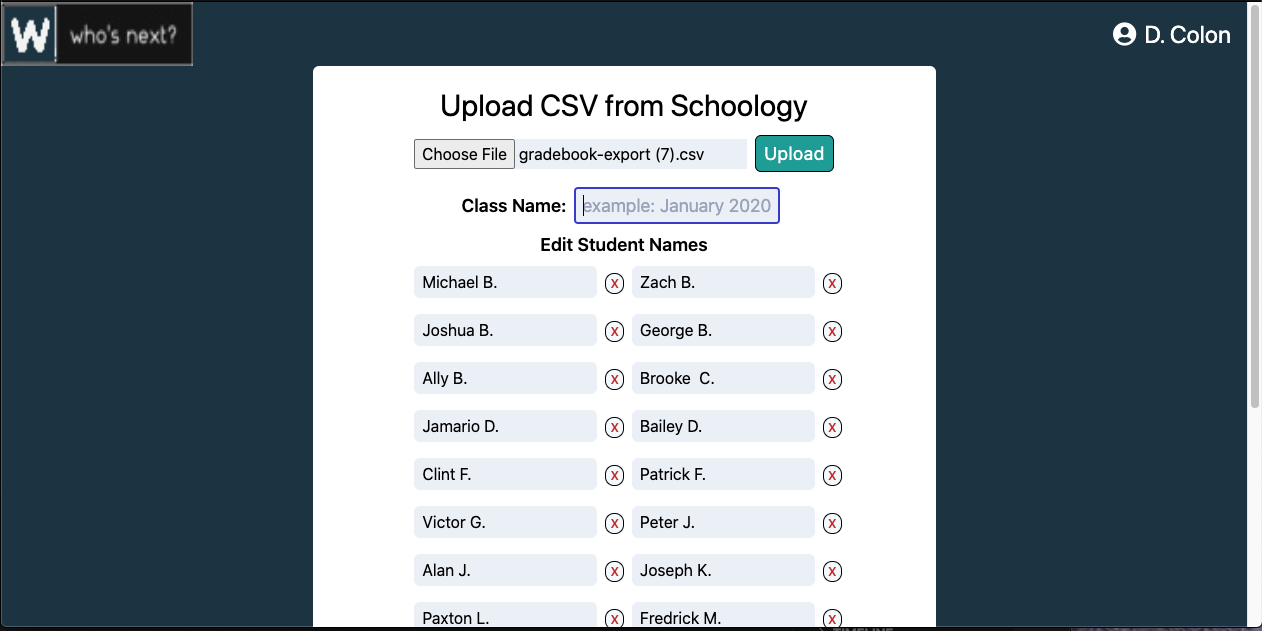 W who's next?
D. Colon
Upload CSV from Schoology
Choose File gradebook-export (7).csv Upload
Class Name: example: January 2020
Edit Student Names
Michael B. X Zach B. X
Joshua B. X George B. X
Ally B. X Brooke  C. X
Jamario D. X Bailey D. X
Clint F. X Patrick F. X
Victor G. X Peter J. X
Alan J. X Joseph K. X
Paxton L. X Fredrick M. X
TIMELINE